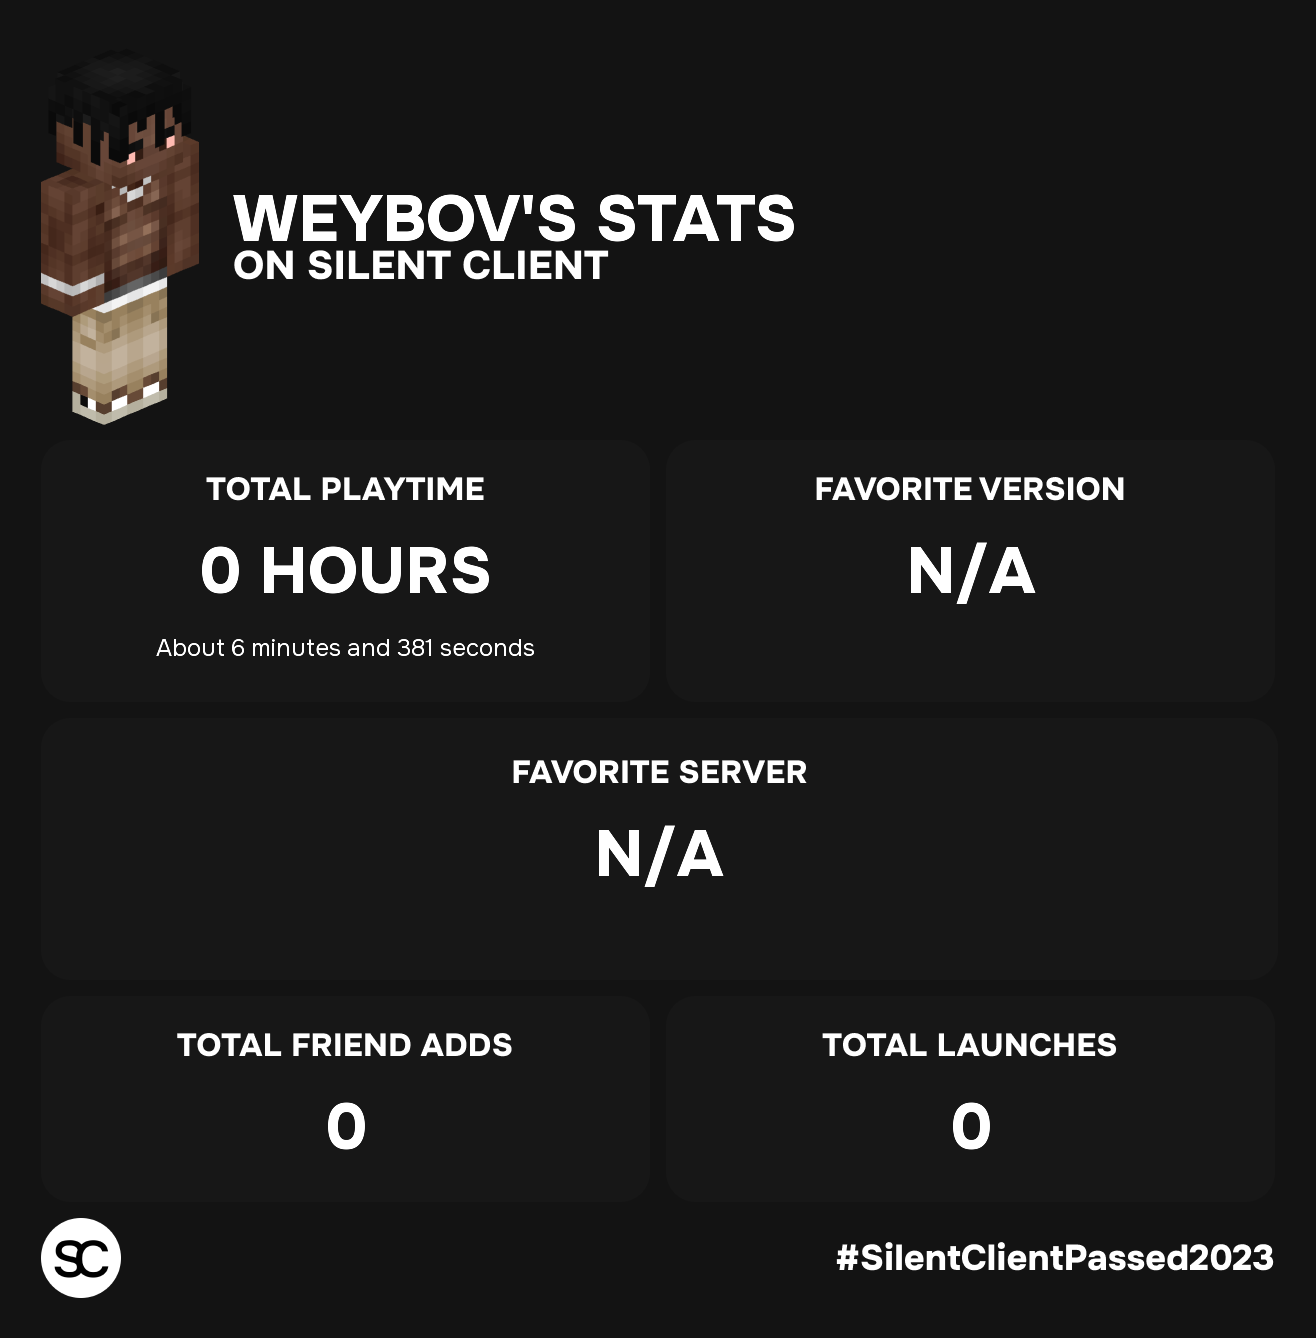 WEYBOV'S STATS
ON SILENT CLIENT
TOTAL PLAYTIME
0 HOURS
About 6 minutes and 381 seconds
FAVORITE VERSION
N/A
FAVORITE SERVER
N/A
TOTAL FRIEND ADDS
0
TOTAL LAUNCHES
0
SC
#SilentClientPassed2023